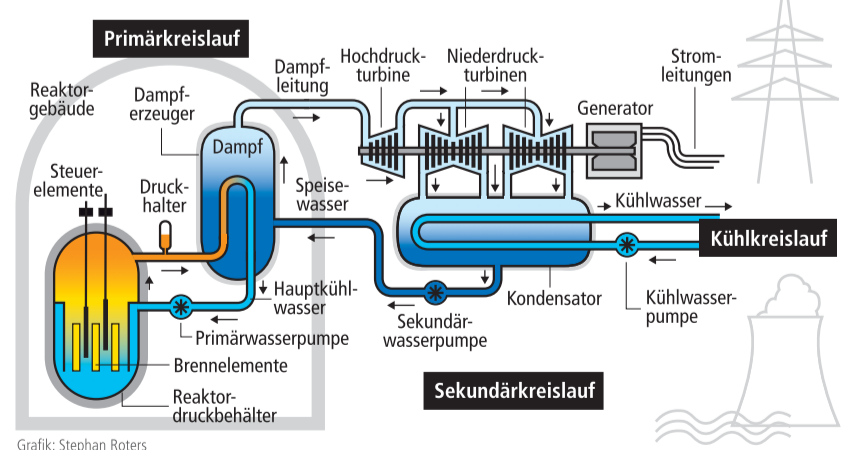 Primärkreislauf
Reaktor-
gebäude
Dampf-
erzeuger
Dampf-
leitung
Hochdruck-
turbine
Niederdruck-
turbinen
Generator
Strom-
leitungen
Dampf
Steuer-
elemente
Druck-
halter
Speise-
wasser
Kühlwasser
Kühlkreislauf
Hauptkühl-
wasser
Kondensator
Kühlwasser-
pumpe
Primärwasserpumpe
Sekundär-
wasserpumpe
Brennelemente
Sekundärkreislauf
Reaktor-
druckbehälter
Grafik: Stephan Roters